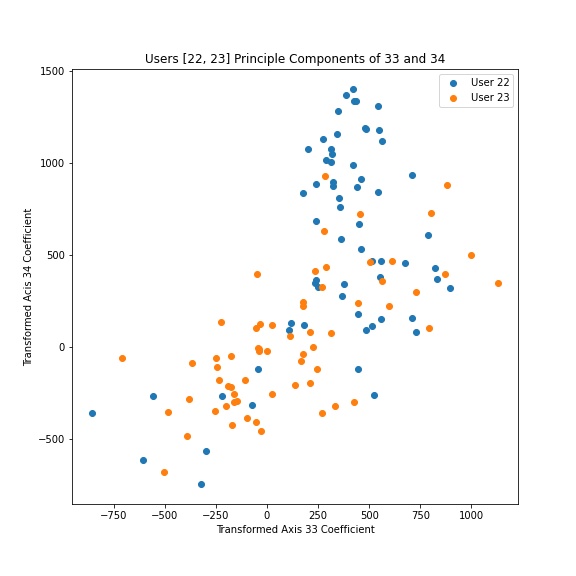 Users [22, 23] Principle Components of 33 and 34
User 22
User 23
1500
1000
500
0
−500
Transformed Acis 34 Coefficient
−750
−500
−250
0
250
500
750
1000
Transformed Axis 33 Coefficient